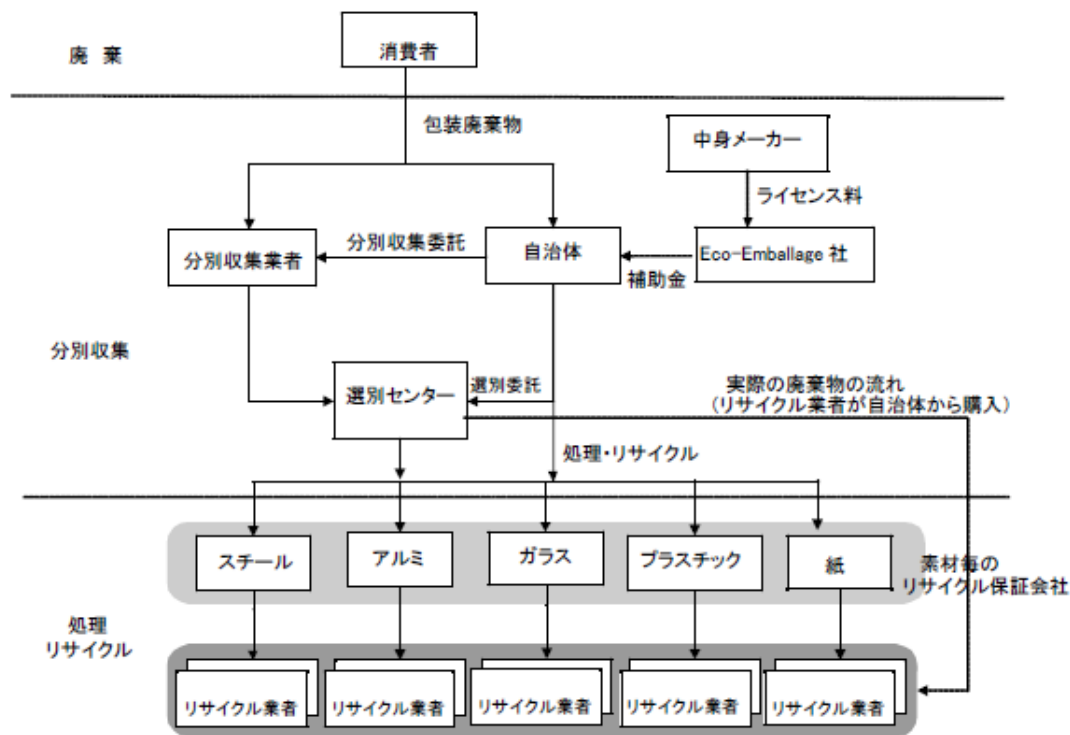 消費者
廃 棄
包装廃棄物
中身メーカー
ライセンス料
分別収集業者
分別収集委託
自治体
補助金
Eco-Emballage 社
分別収集
選別センター
選別委託
実際の廃棄物の流れ
(リサイクル業者が自治体から購入)
処理・リサイクル
スチール
アルミ
ガラス
プラスチック
紙
素材毎の
リサイクル保証会社
処理
リサイクル
リサイクル業者
リサイクル業者
リサイクル業者
リサイクル業者
リサイクル業者